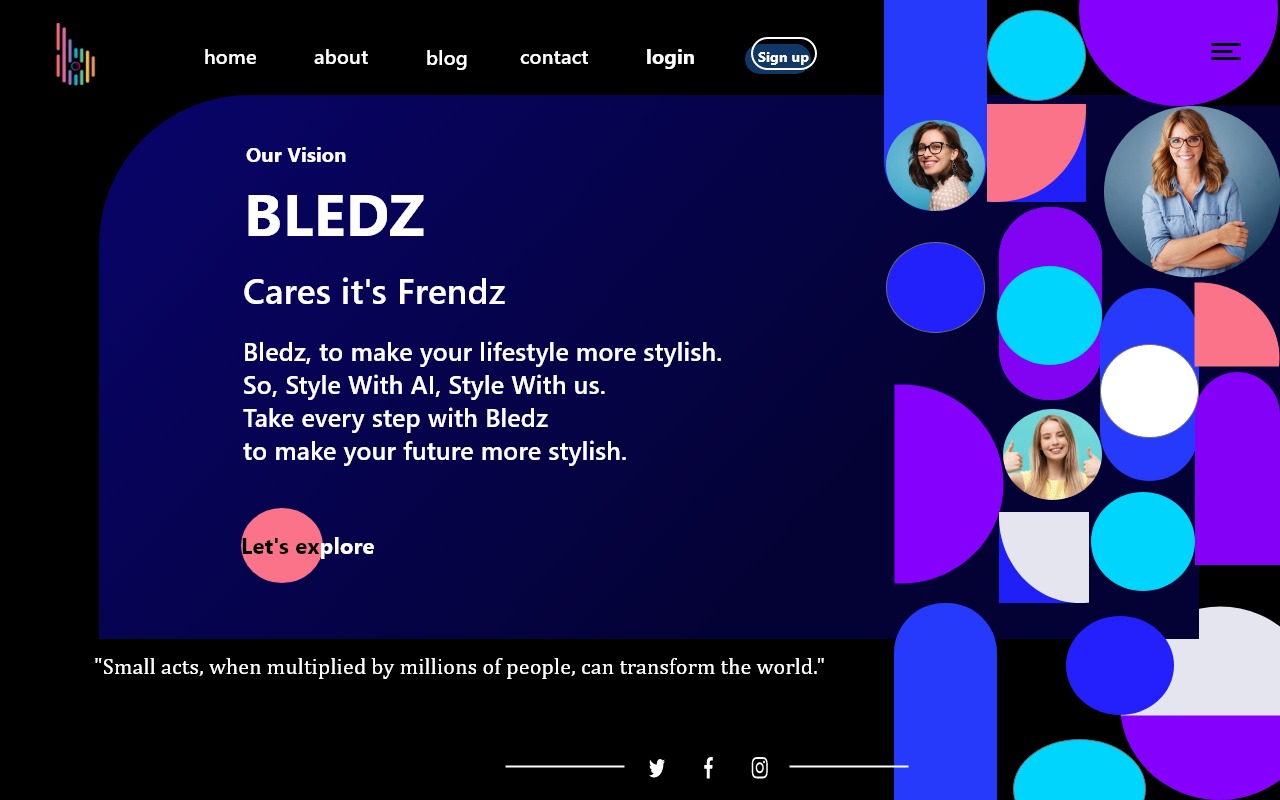 home about blog contact login Sign up
Our Vision
BLEDZ
Cares it's Frendz
Bledz, to make your lifestyle more stylish.
So, Style With AI, Style With us.
Take every step with Bledz
to make your future more stylish.
Let's explore
"Small acts, when multiplied by millions of people, can transform the world."